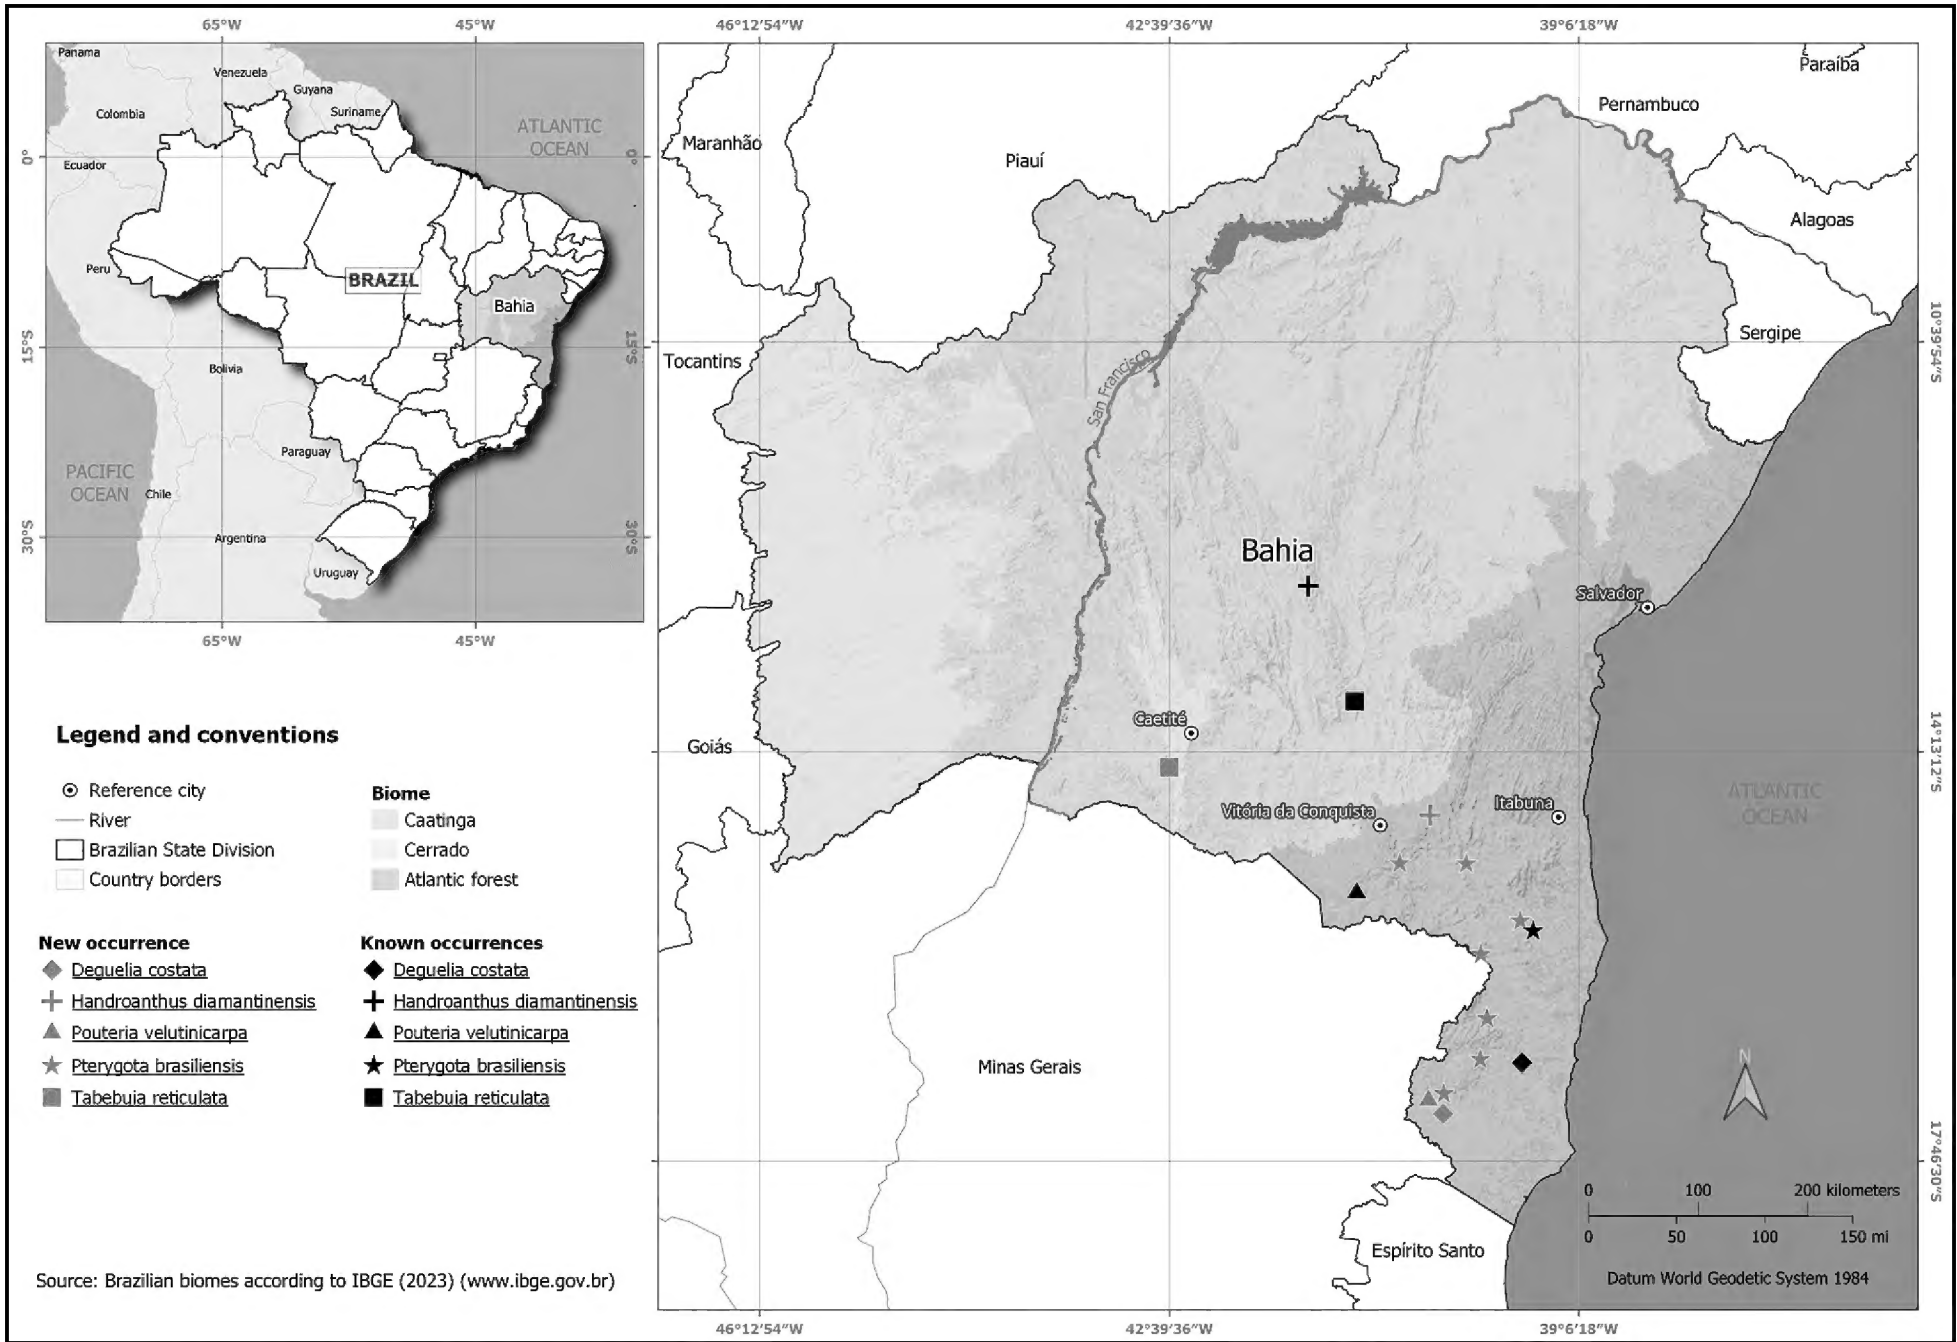 65°W
45°W
Panama
Venezuela
Guyana
Suriname
Colombia
ATLANTIC
OCEAN
0°
0°
Ecuador
Peru
BRAZIL
Bahia
15°S
15°S
Bolivia
Paraguay
PACIFIC
OCEAN
Chile
30°S
30°S
Argentina
Uruguay
65°W
45°W
46°12'54"W
42°39'36"W
39°6'18"W
Paraíba
Pernambuco
Maranhão
Piauí
Alagoas
Sergipe
10°39'54"S
Tocantins
San Francisco
Bahia
Salvador
Caetité
14°13'12"S
Goiás
Vitória da Conquista
Itabuna
ATLANTIC
OCEAN
Minas Gerais
N
17°46'30"S
Espírito Santo
0 100 200 kilometers
0 50 100 150 mi
Datum World Geodetic System 1984
46°12'54"W
42°39'36"W
39°6'18"W
Legend and conventions
Reference city
River
Brazilian State Division
Country borders
Biome
Caatinga
Cerrado
Atlantic forest
New occurrence
Deguelia costata
Handroanthus diamantinensis
Pouteria velutinicarpa
Pterygota brasiliensis
Tabebuia reticulata
Known occurrences
Deguelia costata
Handroanthus diamantinensis
Pouteria velutinicarpa
Pterygota brasiliensis
Tabebuia reticulata
Source: Brazilian biomes according to IBGE (2023) (www.ibge.gov.br)